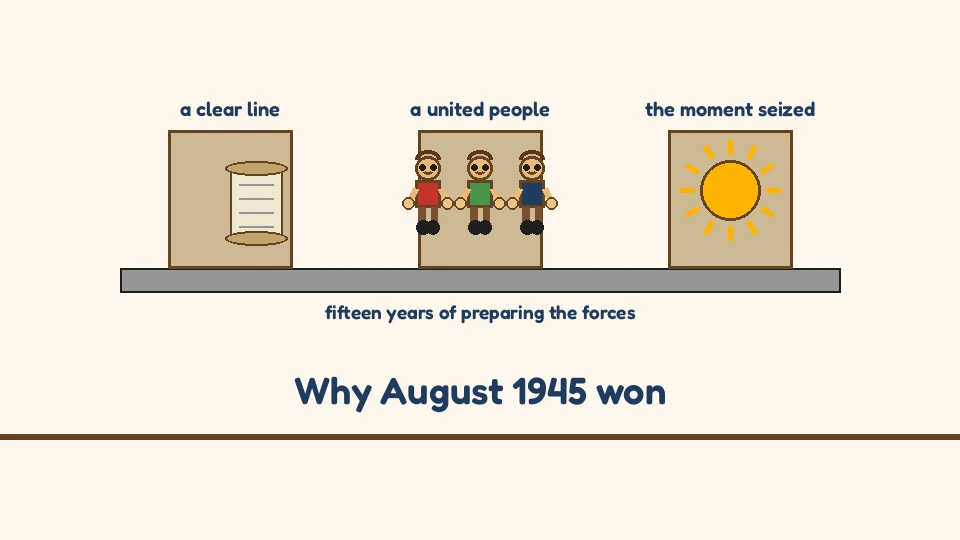 a clear line
a united people
the moment seized
fifteen years of preparing the forces
Why August 1945 won